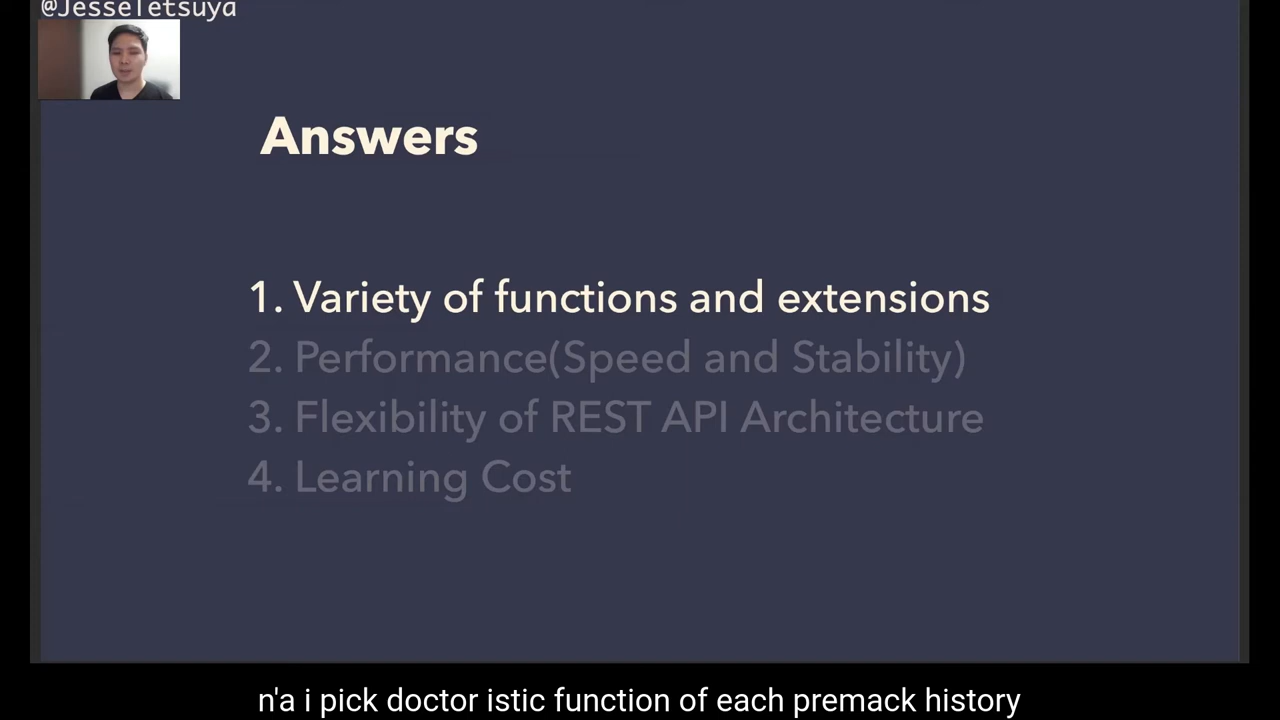 @JesseTetsuya
Answers
1. Variety of functions and extensions
2. Performance(Speed and Stability)
3. Flexibility of REST API Architecture
4. Learning Cost
n'a i pick doctor istic function of each premack history